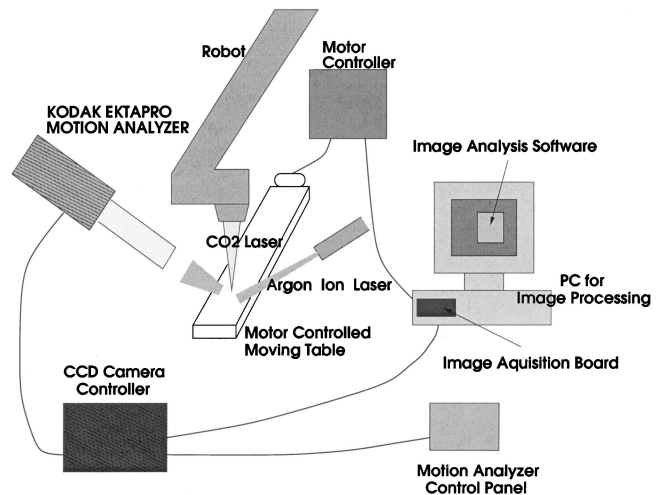 Robot
Motor
Controller
KODAK EKTAPRO
MOTION ANALYZER
Image Analysis Software
CO2 Laser
Argon Ion Laser
PC for
Image Processing
Motor Controlled
Moving Table
Image Aquisition Board
CCD Camera
Controller
Motion Analyzer
Control Panel